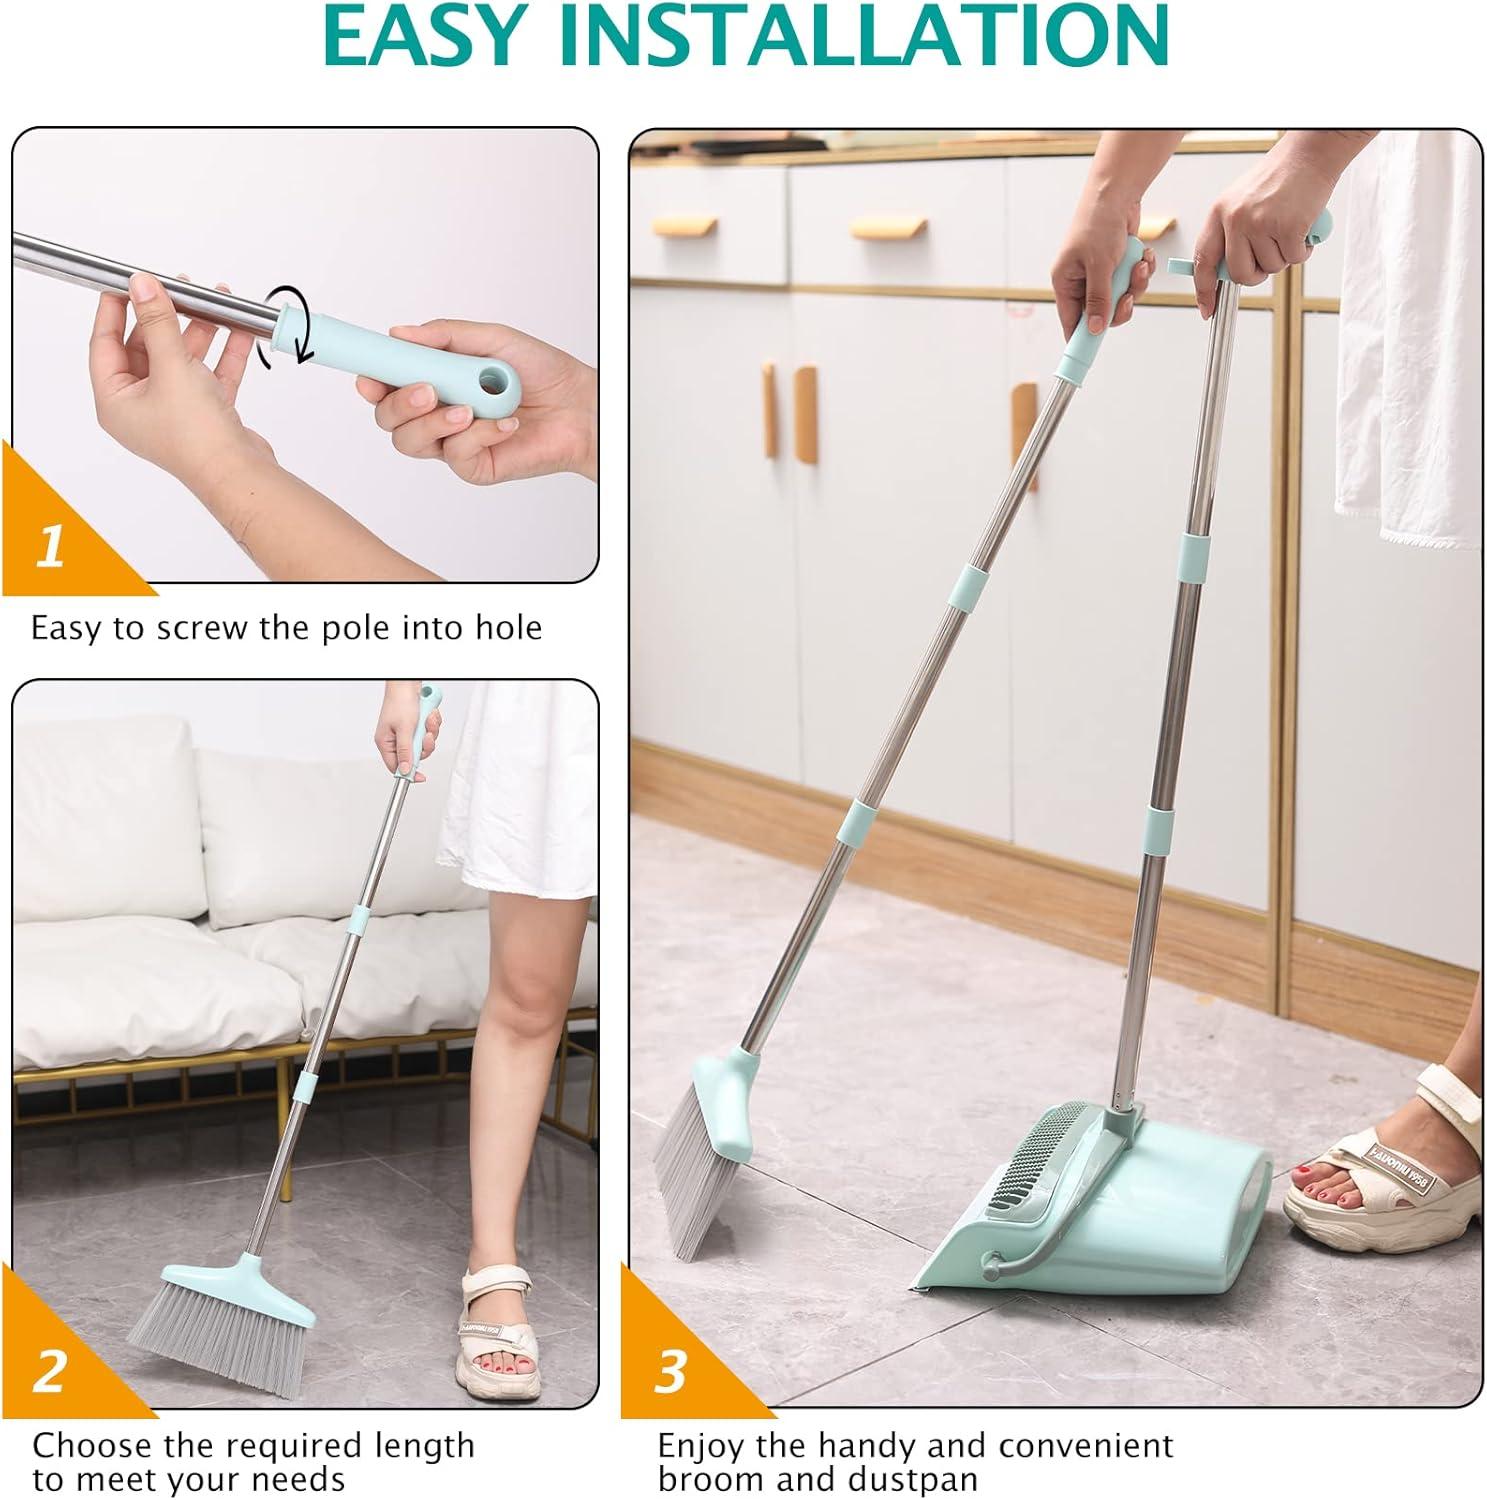 EASY INSTALLATION
1
Easy to screw the pole into hole
2
Choose the required length
to meet your needs
3
Enjoy the handy and convenient
broom and dustpan